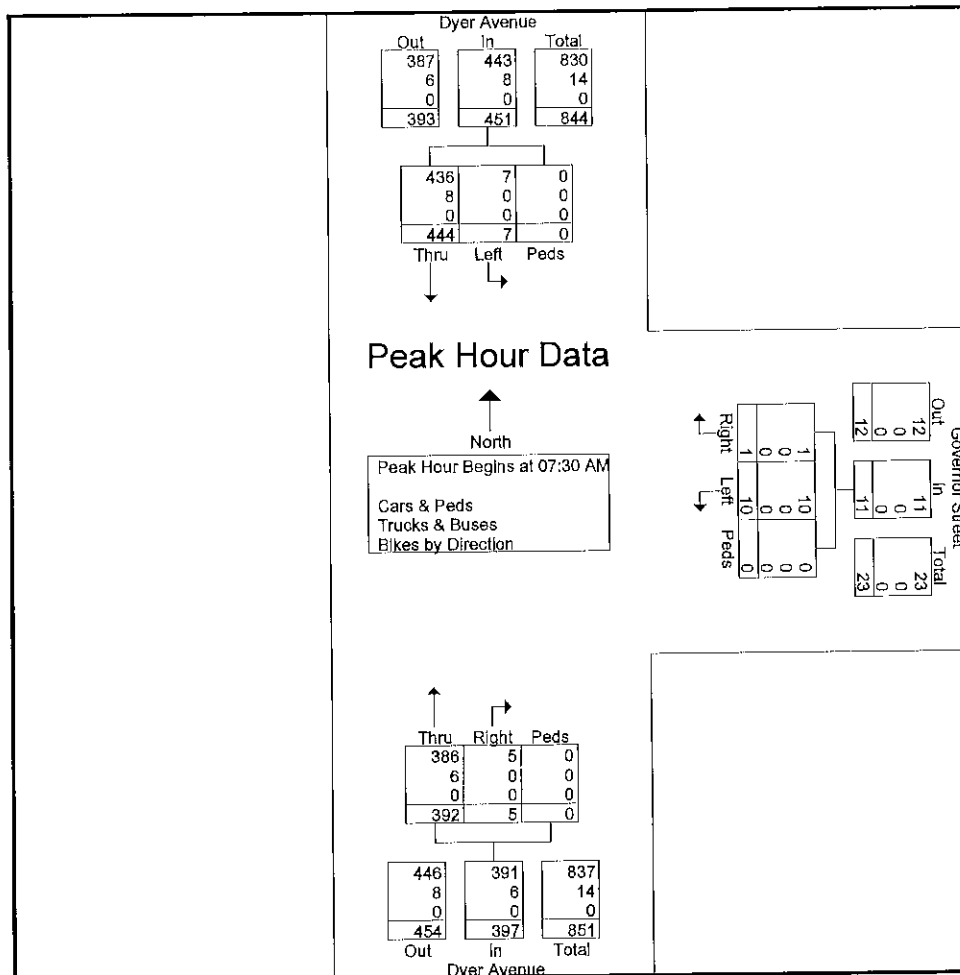 Dyer Avenue
Out In Total
387 443 830
6 8 14
0 0 0
393 451 844
436 7 0
8 0 0
0 0 0
444 7 0
Thru Left Peds
Peak Hour Data
North
Peak Hour Begins at 07:30 AM
Cars & Peds
Trucks & Buses
Bikes by Direction
Governor Street
Out In Total
12 11 23
0 0 0
0 0 0
12 11 23
1 10 0
0 0 0
0 0 0
1 10 0
Right Left Peds
Thru Right Peds
386 5 0
6 0 0
0 0 0
392 5 0
446 391 837
8 6 14
0 0 0
454 397 851
Out In Total
Dyer Avenue